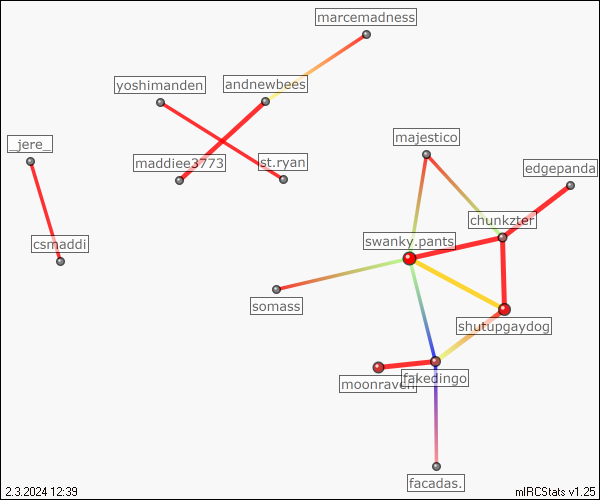 marcemadness
yoshimanden
andnewbees
majestico
_jere_
maddiee3773
st.ryan
edgepanda
chunkzter
csmaddi
swanky.pants
somass
shutupgaydog
moonraven
fakedingo
facadas.
2.3.2024 12:39
mIRCStats v1.25